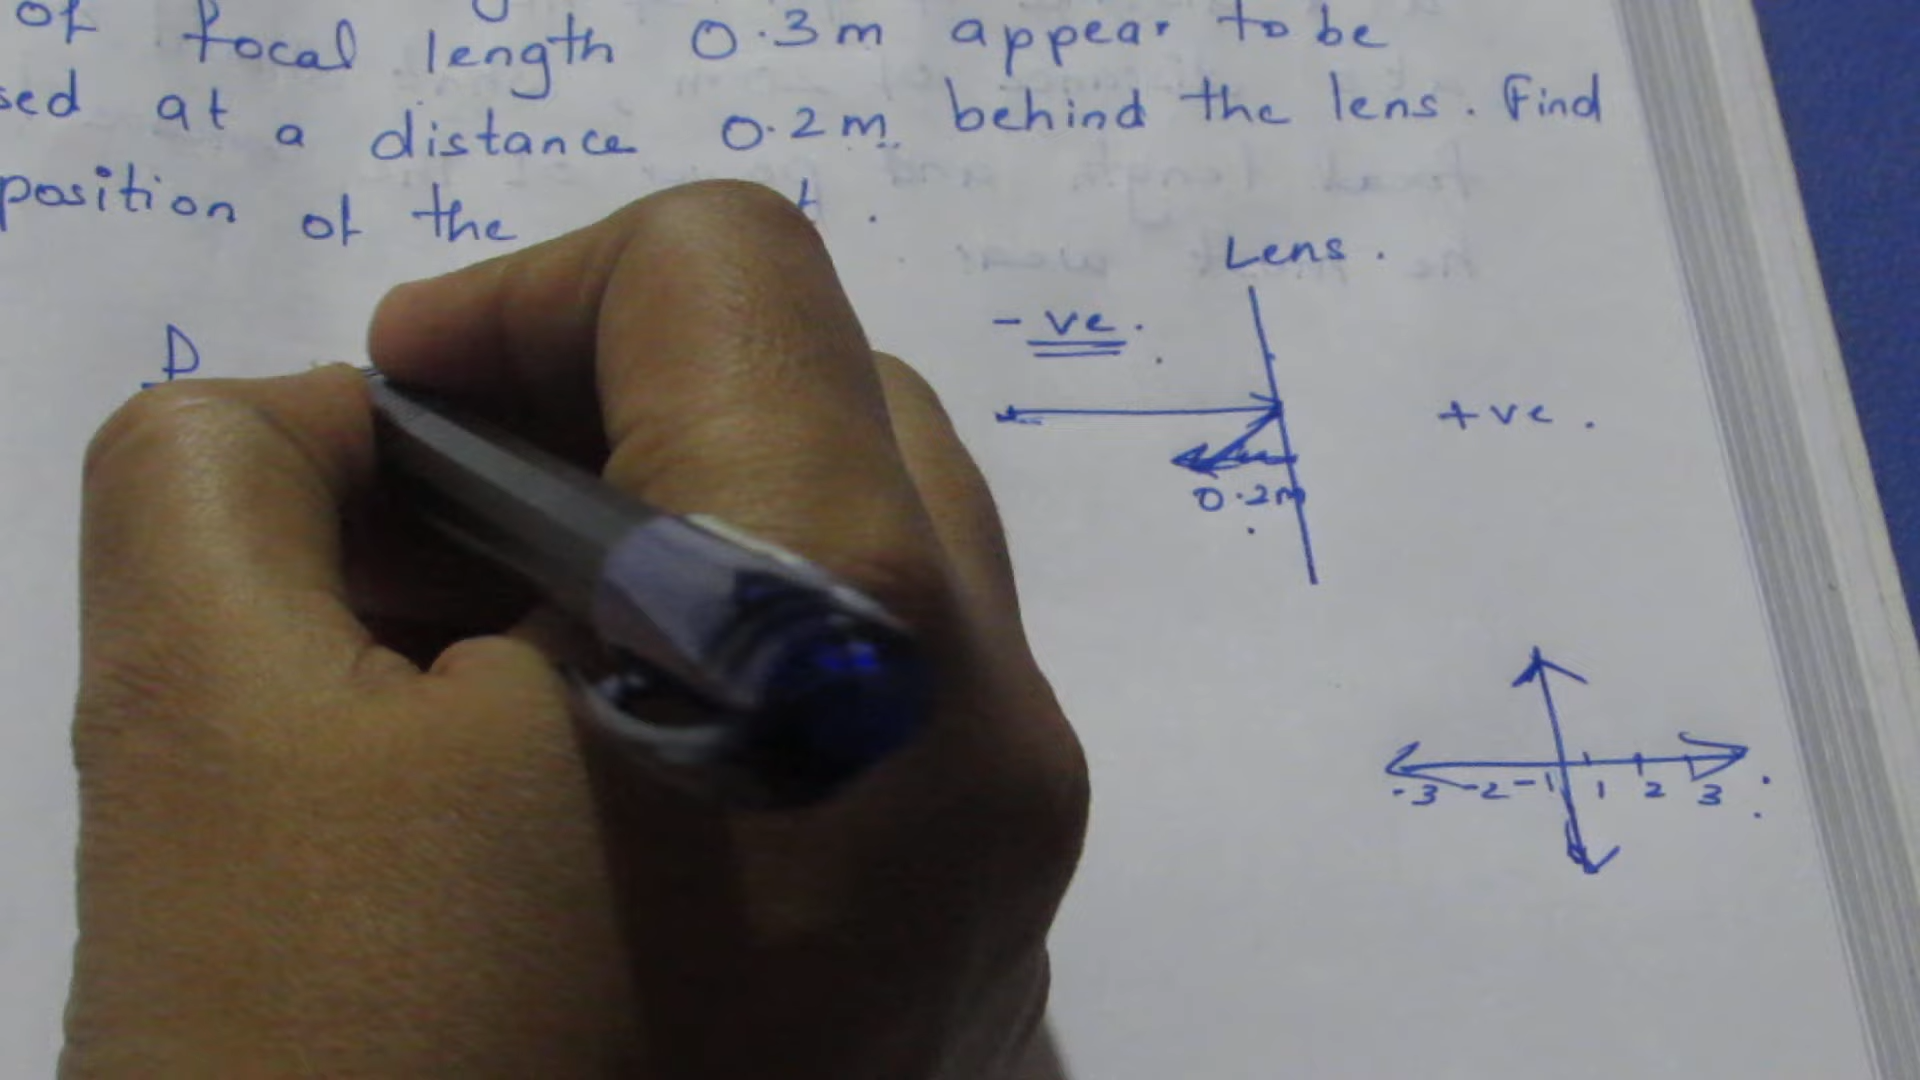 of focal length 0.3m appear to be
sed at a distance 0.2m behind the lens. Find
position of the
Lens.
-ve.
+ve.
0.2m
D
-3 -2 -1 1 2 3